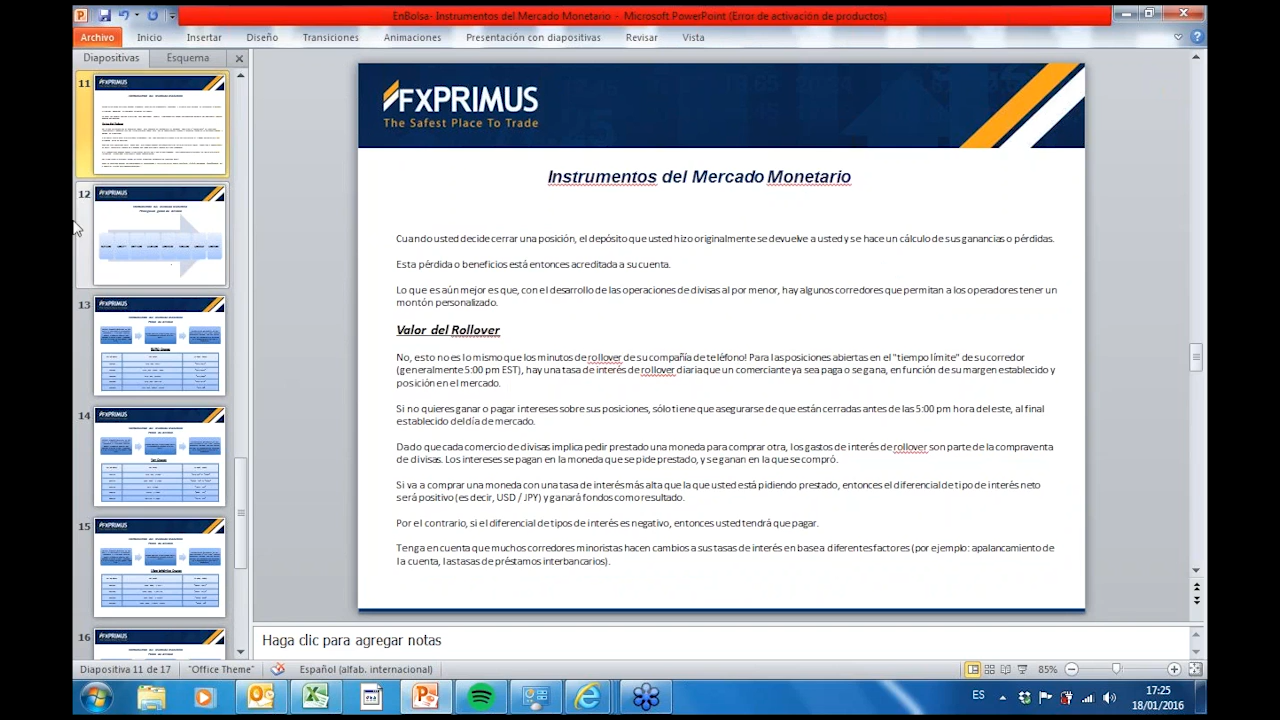 EnBolsa- Instrumentos del Mercado Monetario - Microsoft PowerPoint (Error de activación de productos)
Archivo Inicio Insertar Diseño Transiciones Animaciones Presentación con diapositivas Revisar Vista
Diapositivas Esquema
11
12
13
14
15
16
FXPRIMUS
The Safest Place To Trade
Instrumentos del Mercado Monetario
Cuando usted decide cerrar una posición, el depósito que usted hizo originalmente se devuelve a usted y se hace un cálculo de sus ganancias o pérdidas.
Esta pérdida o beneficios está entonces acreditada a su cuenta.
Lo que es aún mejor es que, con el desarrollo de las operaciones de divisas al por menor, hay algunos corredores que permitan a los operadores tener un
montón personalizado.
Valor del Rollover
No, esto no es lo mismo que los minutos de rollover de su compañía de teléfono! Para las posiciones abiertas en el "tiempo límite" de su corredor
(generalmente 5:00 pm EST), hay una tasa de interés de rollover diaria que un comerciante ya sea paga o gana, en función de su margen establecido y
posición en el mercado.
Si no quieres ganar o pagar intereses sobre sus posiciones, sólo tiene que asegurarse de que están cerradas antes de las 5:00 pm hora del este, al final
establecido del día de mercado.
Dado que cada comercio de divisas implica pedir prestado una moneda para comprar otra, los gastos de interés de rollover son parte de la compraventa
de divisas. Los intereses se pagan en la moneda que se pide prestado, y se ganan en la que se compró.
Si va a comprar una moneda con una tasa de interés más alta que la que usted está pidiendo prestado, entonces el diferencial de tipo de interés neto
será positivo (es decir, USD / JPY) y ganará fondos como resultado.
Por el contrario, si el diferencial de tipos de interés es negativo, entonces usted tendrá que pagar.
Tenga en cuenta que muchos corredores minoristas hacen cambios a sus tasas de interés en base a diferentes factores (por ejemplo: apalancamiento de
la cuenta, las tasas de préstamos interbancarios).
Haga clic para agregar notas
Diapositiva 11 de 17 "Office Theme" Español (alfab. internacional) 85%
ES 17:25
18/01/2016